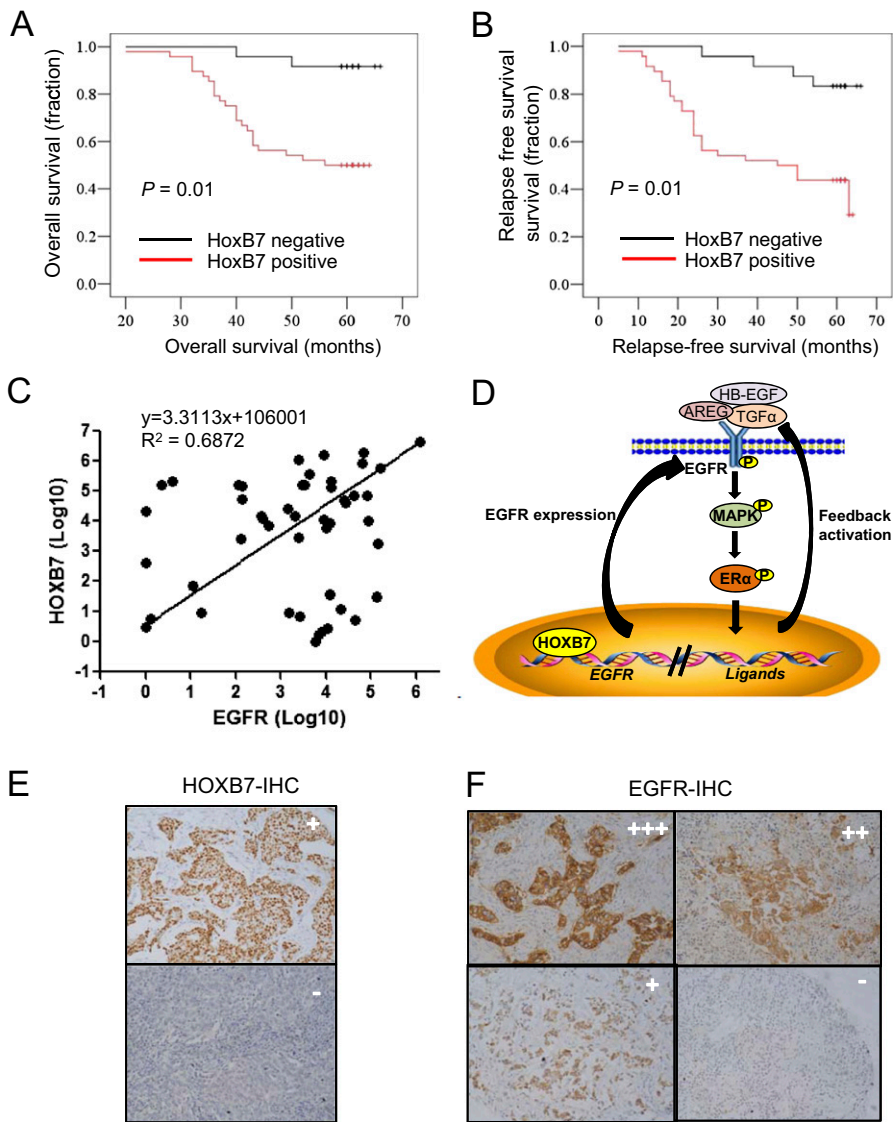 A
Overall survival (fraction)
1.0
0.8
0.6
0.4
0.2
0.0
P = 0.01
HoxB7 negative
HoxB7 positive
20 30 40 50 60 70
Overall survival (months)
B
Relapse free survival
survival (fraction)
1.0
0.8
0.6
0.4
0.2
0.0
P = 0.01
HoxB7 negative
HoxB7 positive
0 10 20 30 40 50 60 70
Relapse-free survival (months)
C
y=3.3113x+106001
R² = 0.6872
HOXB7 (Log10)
7
6
5
4
3
2
1
0
-1
-1 0 1 2 3 4 5 6
EGFR (Log10)
D
HB-EGF
AREG
TGFα
EGFR
P
EGFR expression
MAPK
P
Feedback
activation
ERα
P
HOXB7
EGFR
Ligands
E
HOXB7-IHC
+
-
F
EGFR-IHC
+++
++
+
-